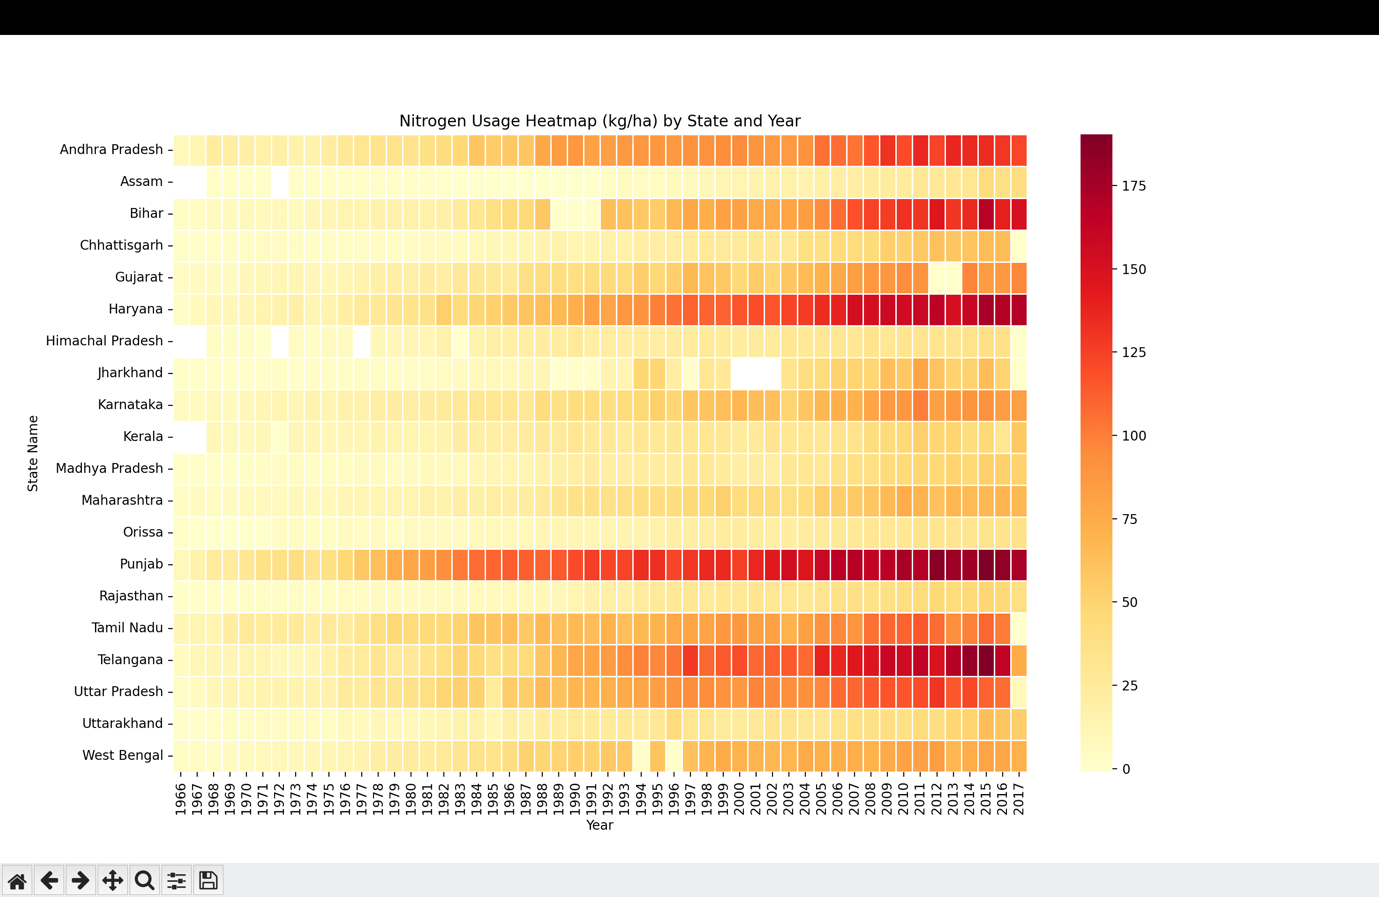 Nitrogen Usage Heatmap (kg/ha) by State and Year
Andhra Pradesh
Assam
Bihar
Chhattisgarh
Gujarat
Haryana
Himachal Pradesh
Jharkhand
Karnataka
Kerala
Madhya Pradesh
Maharashtra
Orissa
Punjab
Rajasthan
Tamil Nadu
Telangana
Uttar Pradesh
Uttarakhand
West Bengal
State Name
1966 1967 1968 1969 1970 1971 1972 1973 1974 1975 1976 1977 1978 1979 1980 1981 1982 1983 1984 1985 1986 1987 1988 1989 1990 1991 1992 1993 1994 1995 1996 1997 1998 1999 2000 2001 2002 2003 2004 2005 2006 2007 2008 2009 2010 2011 2012 2013 2014 2015 2016 2017
Year
175
150
125
100
75
50
25
0